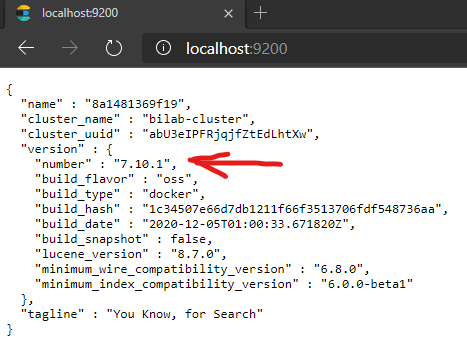 localhost:9200
localhost:9200
{
  "name" : "8a1481369f19",
  "cluster_name" : "bilab-cluster",
  "cluster_uuid" : "abU3eIPFRjqjfZtEdLhtXw",
  "version" : {
    "number" : "7.10.1",
    "build_flavor" : "oss",
    "build_type" : "docker",
    "build_hash" : "1c34507e66d7db1211f66f3513706fdf548736aa",
    "build_date" : "2020-12-05T01:00:33.671820Z",
    "build_snapshot" : false,
    "lucene_version" : "8.7.0",
    "minimum_wire_compatibility_version" : "6.8.0",
    "minimum_index_compatibility_version" : "6.0.0-beta1"
  },
  "tagline" : "You Know, for Search"
}